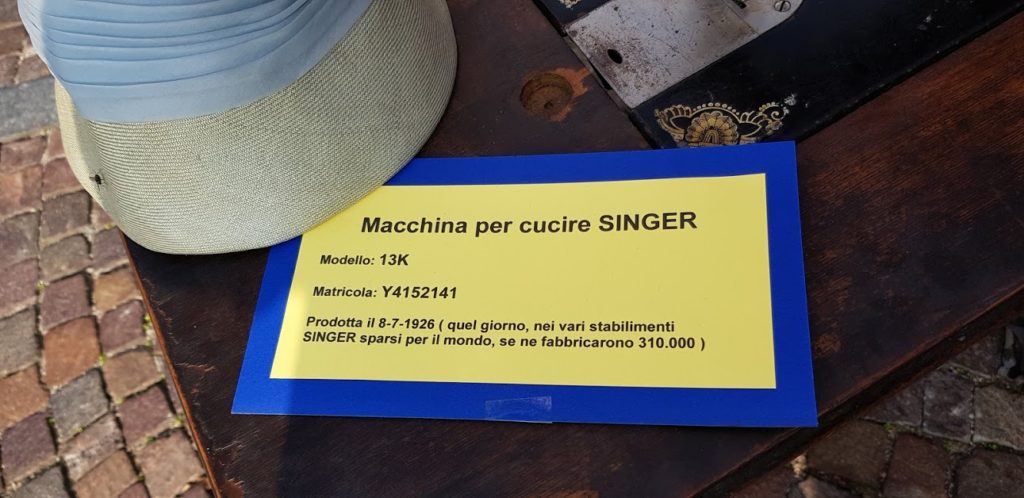 Macchina per cucire SINGER
Modello: 13K
Matricola: Y4152141
Prodotta il 8-7-1926 ( quel giorno, nei vari stabilimenti
SINGER sparsi per il mondo, se ne fabbricarono 310.000 )